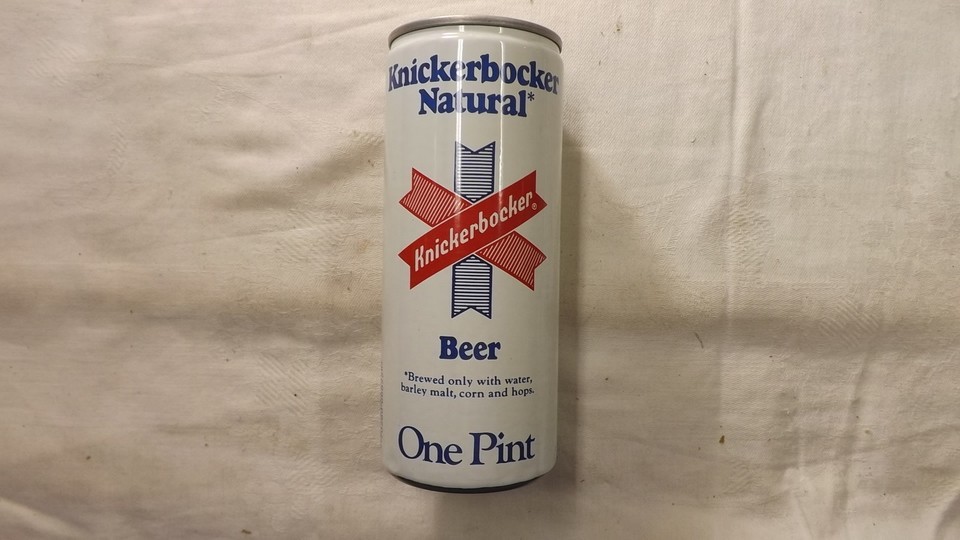 Knickerbocker
Natural*
Knickerbocker®
Beer
*Brewed only with water,
barley malt, corn and hops.
One Pint